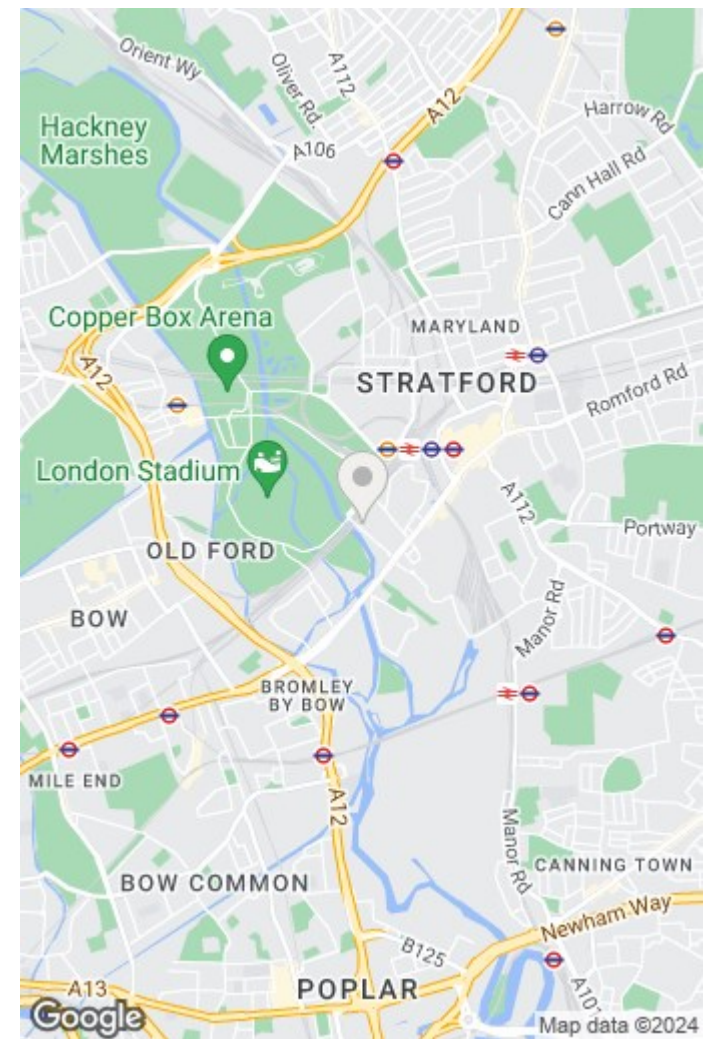 Orient Wy
Oliver Rd.
A112
A12
Harrow Rd
Hackney
Marshes
A106
Cann Hall Rd
Copper Box Arena
MARYLAND
A12
STRATFORD
Romford Rd
London Stadium
A112
Portway
OLD FORD
Manor Rd
BOW
BROMLEY
BY BOW
MILE END
A12
Manor Rd
CANNING TOWN
BOW COMMON
Newham Way
B125
A13
POPLAR
A101
Google
Map data ©2024